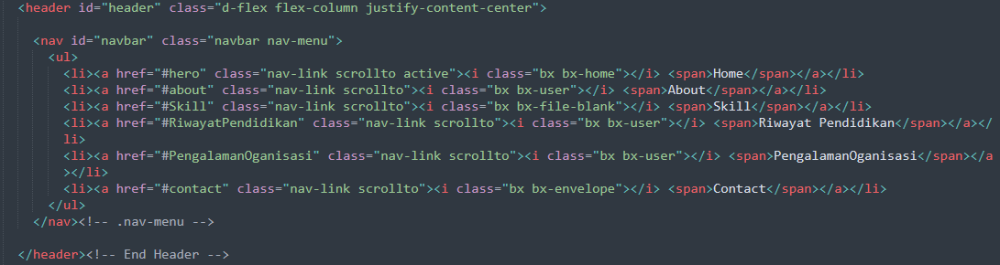 <header id="header" class="d-flex flex-column justify-content-center">
<nav id="navbar" class="navbar nav-menu">
<ul>
<li><a href="#hero" class="nav-link scrollto active"><i class="bx bx-home"></i> <span>Home</span></a></li>
<li><a href="#about" class="nav-link scrollto"><i class="bx bx-user"></i> <span>About</span></a></li>
<li><a href="#Skill" class="nav-link scrollto"><i class="bx bx-file-blank"></i> <span>Skill</span></a></li>
<li><a href="#RiwayatPendidikan" class="nav-link scrollto"><i class="bx bx-user"></i> <span>Riwayat Pendidikan</span></a></
li>
<li><a href="#PengalamanOganisasi" class="nav-link scrollto"><i class="bx bx-user"></i> <span>PengalamanOganisasi</span></a
></li>
<li><a href="#contact" class="nav-link scrollto"><i class="bx bx-envelope"></i> <span>Contact</span></a></li>
</ul>
</nav><!-- .nav-menu -->
</header><!-- End Header -->